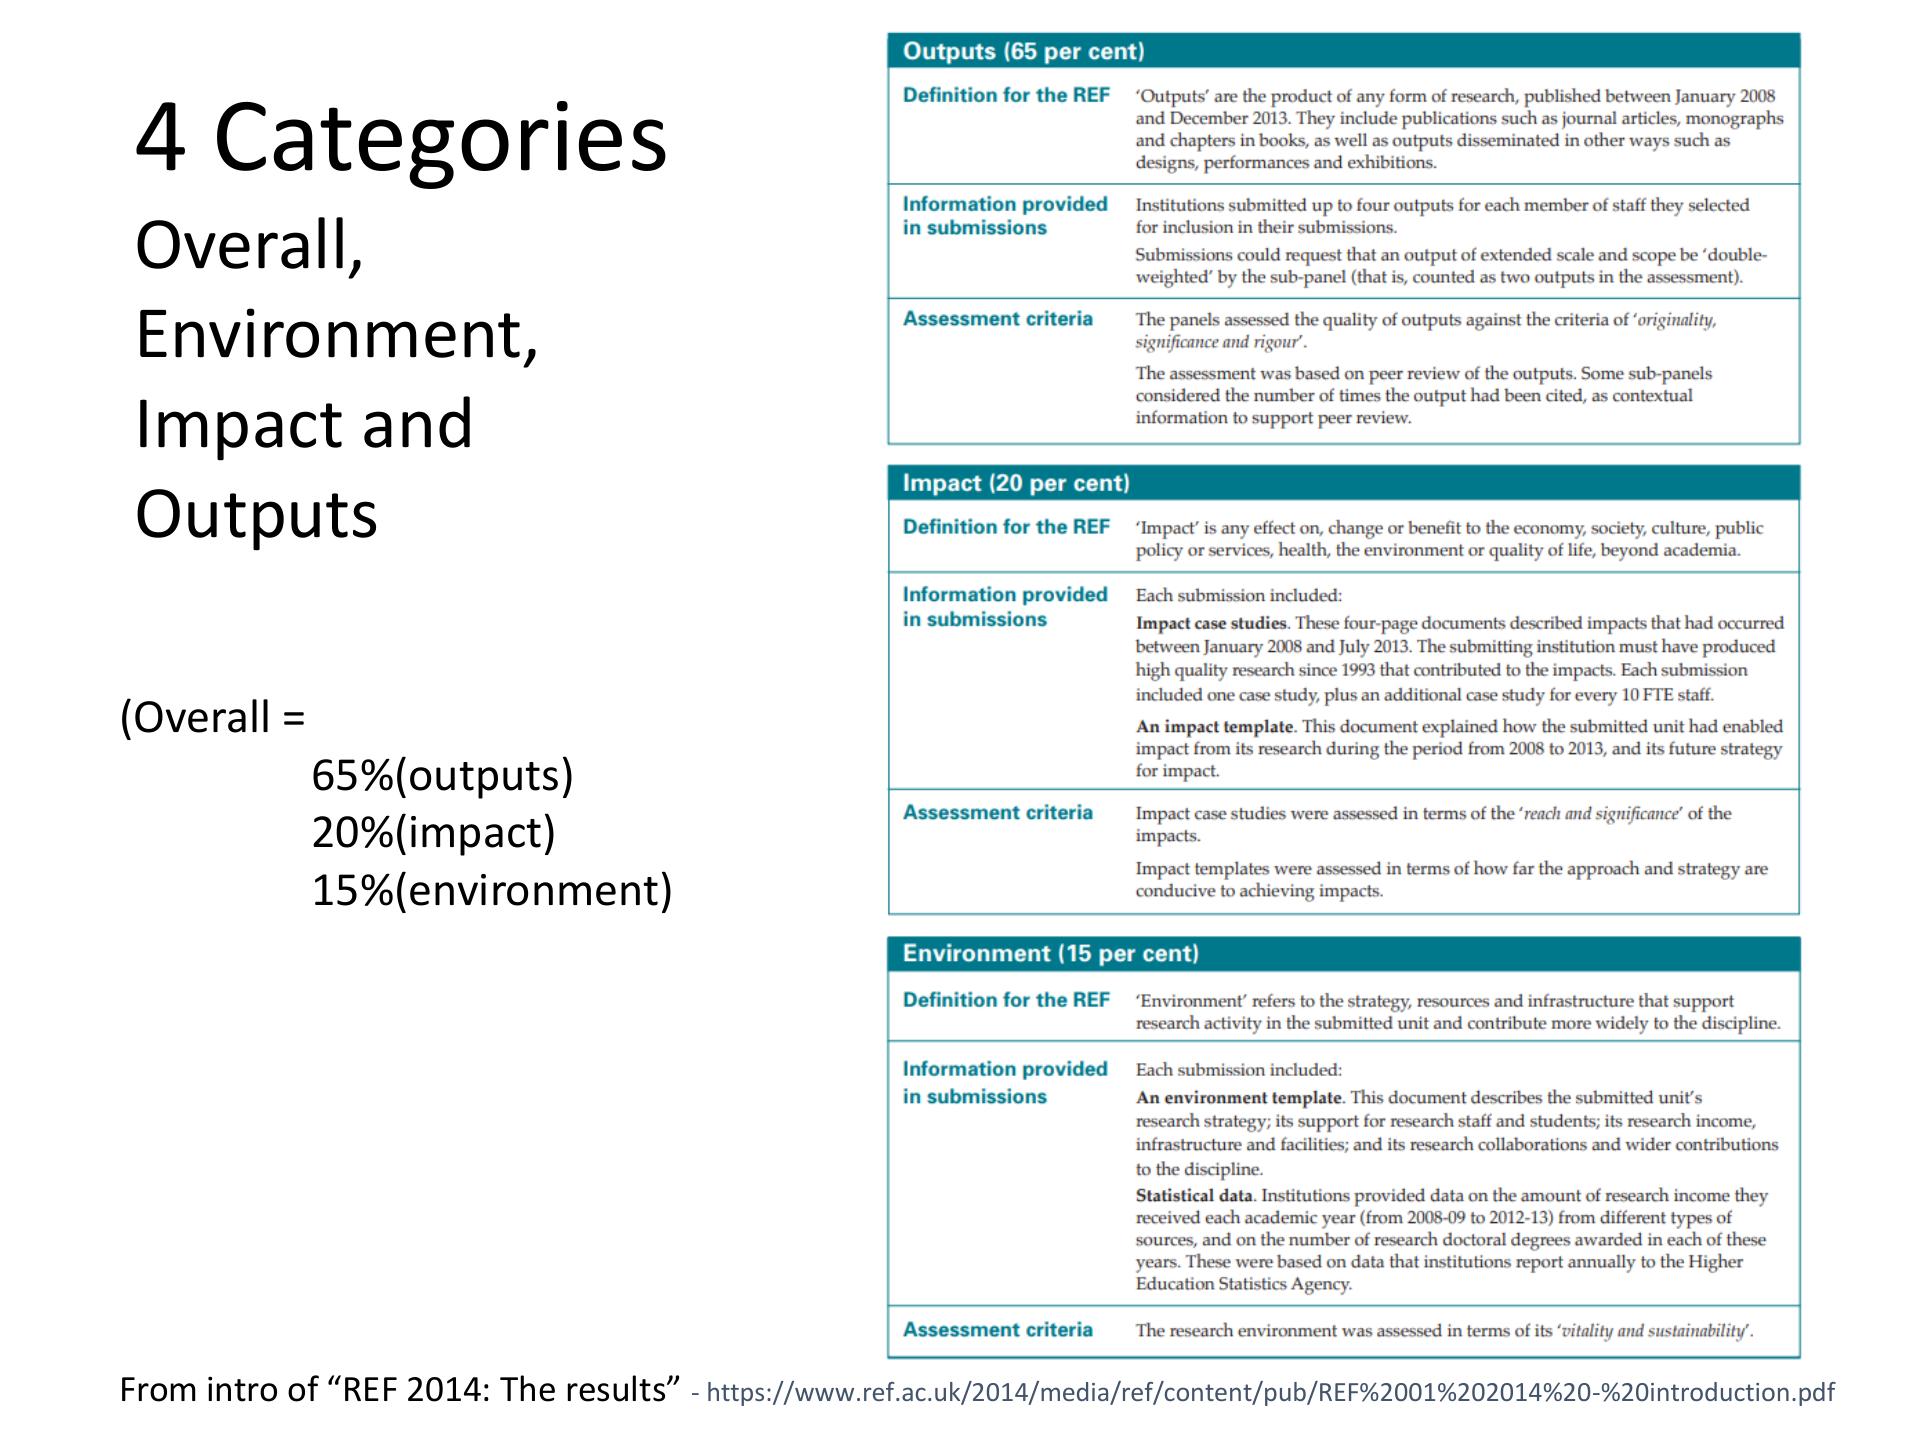 4 Categories
Overall,
Environment,
Impact and
Outputs
(Overall =
65%(outputs)
20%(impact)
15%(environment)
Outputs (65 per cent)
Definition for the REF
‘Outputs’ are the product of any form of research, published between January 2008
and December 2013. They include publications such as journal articles, monographs
and chapters in books, as well as outputs disseminated in other ways such as
designs, performances and exhibitions.
Information provided
in submissions
Institutions submitted up to four outputs for each member of staff they selected
for inclusion in their submissions.
Submissions could request that an output of extended scale and scope be ‘double-
weighted’ by the sub-panel (that is, counted as two outputs in the assessment).
Assessment criteria
The panels assessed the quality of outputs against the criteria of ‘originality,
significance and rigour’.
The assessment was based on peer review of the outputs. Some sub-panels
considered the number of times the output had been cited, as contextual
information to support peer review.
Impact (20 per cent)
Definition for the REF
‘Impact’ is any effect on, change or benefit to the economy, society, culture, public
policy or services, health, the environment or quality of life, beyond academia.
Information provided
in submissions
Each submission included:
Impact case studies. These four-page documents described impacts that had occurred
between January 2008 and July 2013. The submitting institution must have produced
high quality research since 1993 that contributed to the impacts. Each submission
included one case study, plus an additional case study for every 10 FTE staff.
An impact template. This document explained how the submitted unit had enabled
impact from its research during the period from 2008 to 2013, and its future strategy
for impact.
Assessment criteria
Impact case studies were assessed in terms of the ‘reach and significance’ of the
impacts.
Impact templates were assessed in terms of how far the approach and strategy are
conducive to achieving impacts.
Environment (15 per cent)
Definition for the REF
‘Environment’ refers to the strategy, resources and infrastructure that support
research activity in the submitted unit and contribute more widely to the discipline.
Information provided
in submissions
Each submission included:
An environment template. This document describes the submitted unit’s
research strategy; its support for research staff and students; its research income,
infrastructure and facilities; and its research collaborations and wider contributions
to the discipline.
Statistical data. Institutions provided data on the amount of research income they
received each academic year (from 2008-09 to 2012-13) from different types of
sources, and on the number of research doctoral degrees awarded in each of these
years. These were based on data that institutions report annually to the Higher
Education Statistics Agency.
Assessment criteria
The research environment was assessed in terms of its ‘vitality and sustainability’.
From intro of “REF 2014: The results” - https://www.ref.ac.uk/2014/media/ref/content/pub/REF%2001%202014%20-%20introduction.pdf